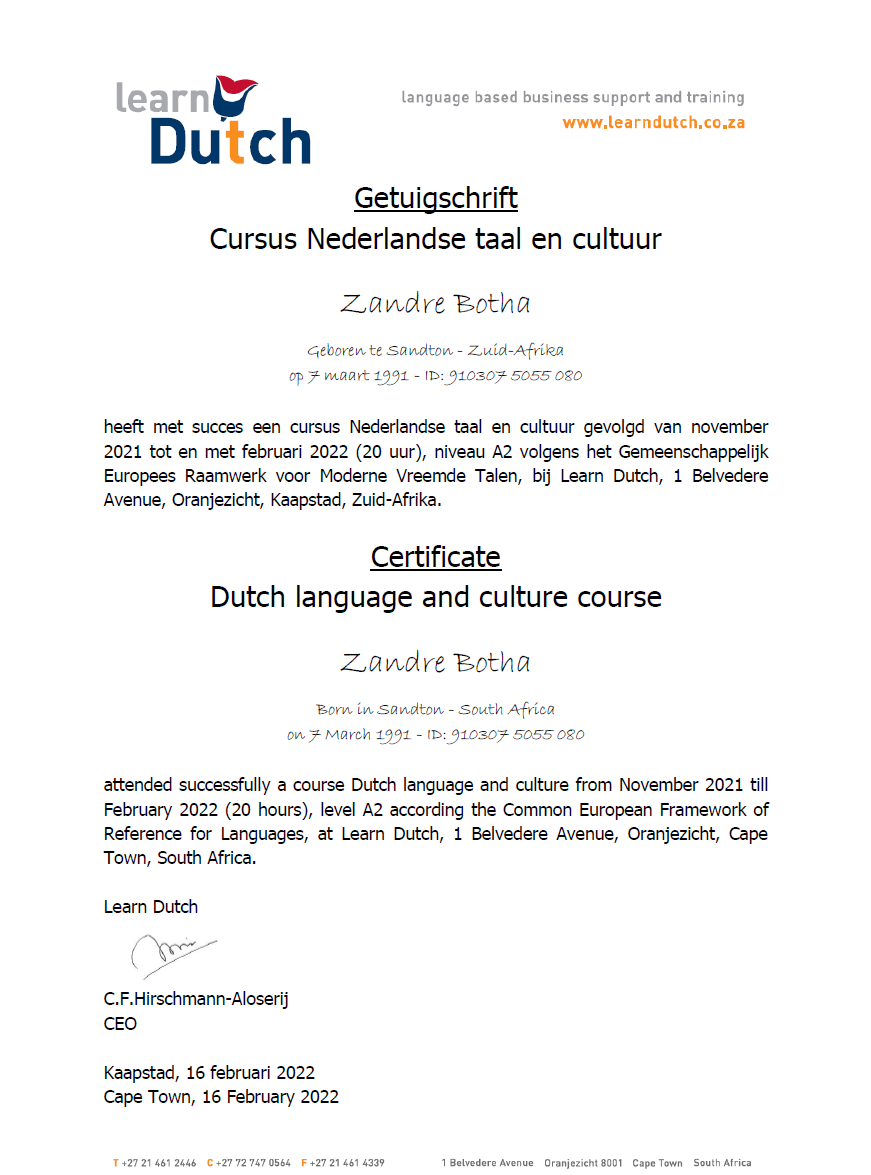 learn
Dutch
language based business support and training
www.learndutch.co.za
Getuigschrift
Cursus Nederlandse taal en cultuur
Zandre Botha
Geboren te Sandton - Zuid-Afrika
op 7 maart 1991 - ID: 910307 5055 080
heeft met succes een cursus Nederlandse taal en cultuur gevolgd van november
2021 tot en met februari 2022 (20 uur), niveau A2 volgens het Gemeenschappelijk
Europees Raamwerk voor Moderne Vreemde Talen, bij Learn Dutch, 1 Belvedere
Avenue, Oranjezicht, Kaapstad, Zuid-Afrika.
Certificate
Dutch language and culture course
Zandre Botha
Born in Sandton - South Africa
on 7 March 1991 - ID: 910307 5055 080
attended successfully a course Dutch language and culture from November 2021 till
February 2022 (20 hours), level A2 according the Common European Framework of
Reference for Languages, at Learn Dutch, 1 Belvedere Avenue, Oranjezicht, Cape
Town, South Africa.
Learn Dutch
C.F.Hirschmann-Aloserij
CEO
Kaapstad, 16 februari 2022
Cape Town, 16 February 2022
T +27 21 461 2446 C +27 72 747 0564 F +27 21 461 4339 1 Belvedere Avenue Oranjezicht 8001 Cape Town South Africa